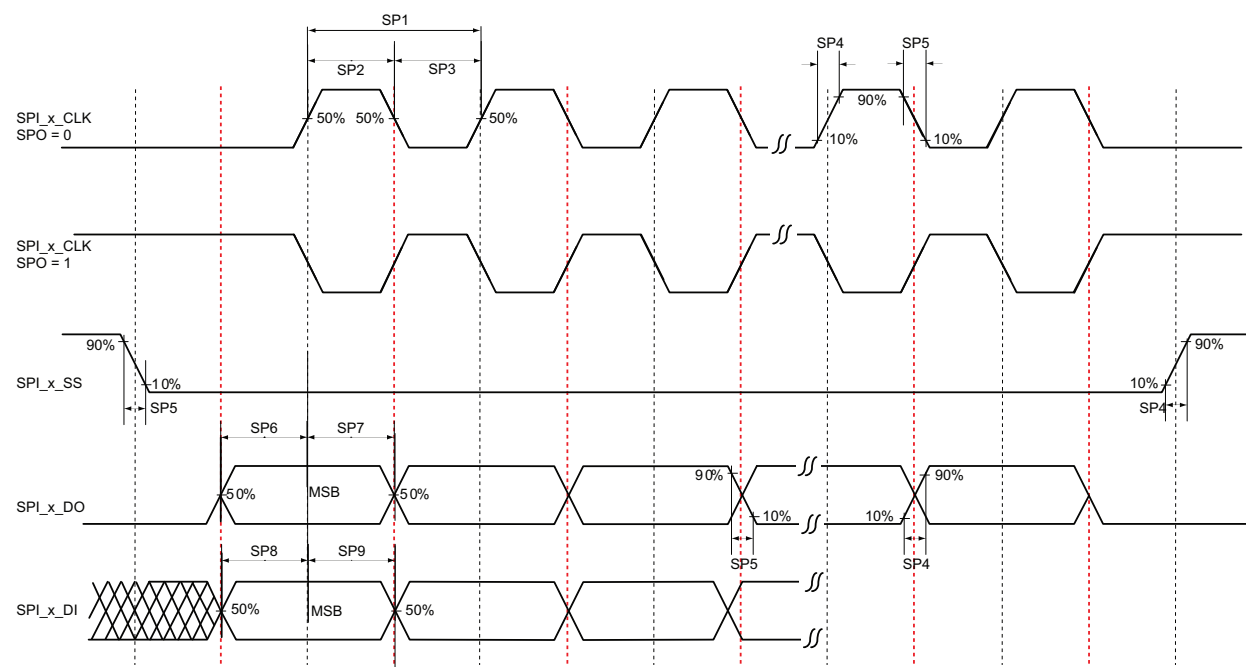 SP1
SP4 SP5
SP2 SP3
SPI_x_CLK
SPO = 0
50% 50% 50% 90%
10% 10%
SPI_x_CLK
SPO = 1
90% 90%
SPI_x_SS 10% 10%
SP5 SP4
SP6 SP7
90% 90%
50% MSB 50%
SPI_x_DO
10% 10%
SP5 SP4
SP8 SP9
SPI_x_DI 50% MSB 50%